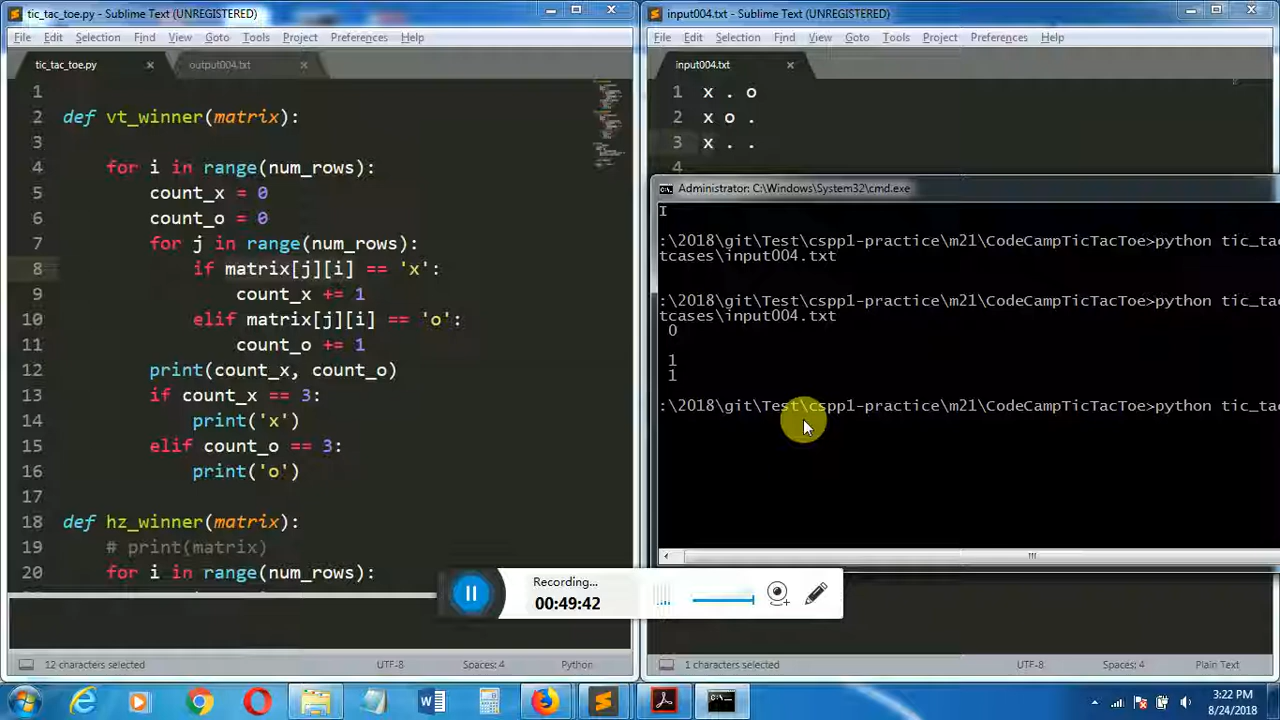 tic_tac_toe.py - Sublime Text (UNREGISTERED)
File Edit Selection Find View Goto Tools Project Preferences Help
tic_tac_toe.py output004.txt
1
2 def vt_winner(matrix):
3
4 for i in range(num_rows):
5 count_x = 0
6 count_o = 0
7 for j in range(num_rows):
8 if matrix[j][i] == 'x':
9 count_x += 1
10 elif matrix[j][i] == 'o':
11 count_o += 1
12 print(count_x, count_o)
13 if count_x == 3:
14 print('x')
15 elif count_o == 3:
16 print('o')
17
18 def hz_winner(matrix):
19 # print(matrix)
20 for i in range(num_rows):
12 characters selected UTF-8 Spaces: 4 Python
input004.txt - Sublime Text (UNREGISTERED)
File Edit Selection Find View Goto Tools Project Preferences Help
input004.txt
1 x . o
2 x o .
3 x . .
4
Administrator: C:\Windows\System32\cmd.exe
:\2018\git\Test\cspp1-practice\m21\CodeCampTicTacToe>python tic_ta
tcases\input004.txt
:\2018\git\Test\cspp1-practice\m21\CodeCampTicTacToe>python tic_ta
tcases\input004.txt
0
1
1
:\2018\git\Test\cspp1-practice\m21\CodeCampTicTacToe>python tic_ta
Recording...
00:49:42
1 characters selected UTF-8 Spaces: 4 Plain Text
3:22 PM
8/24/2018